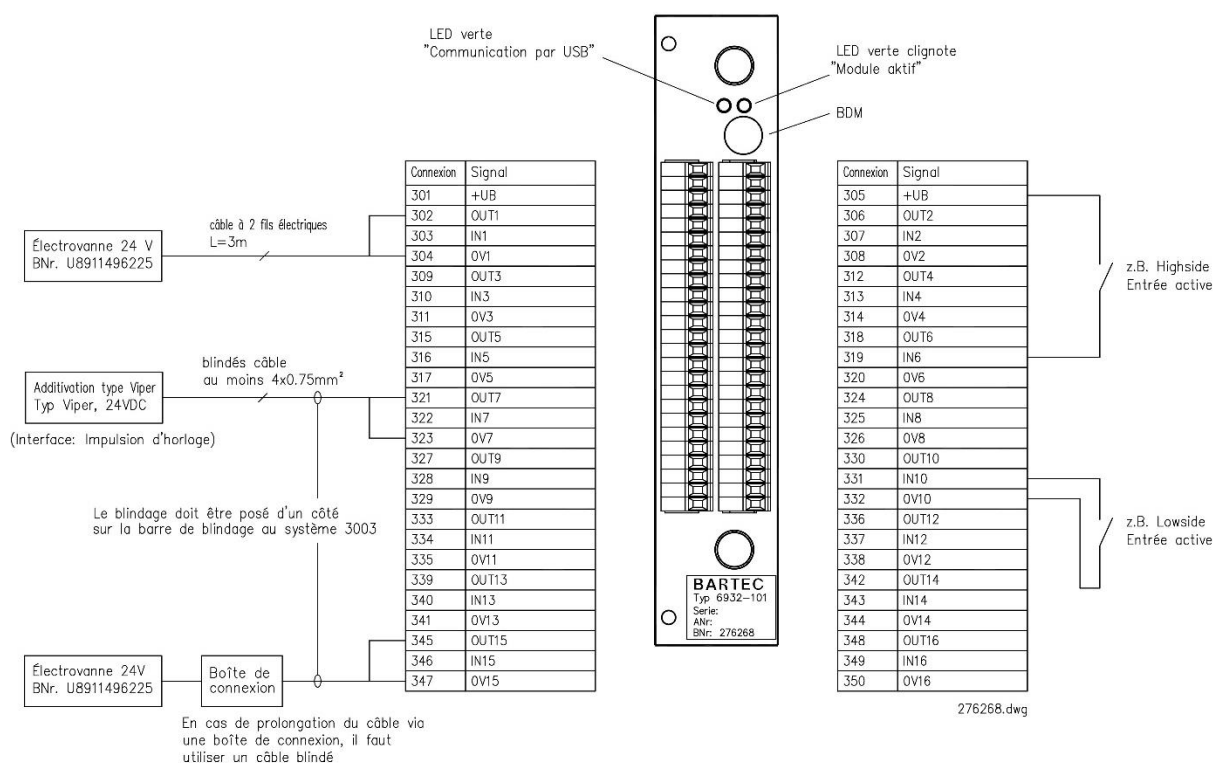 LED verte
"Communication par USB"
LED verte clignote
"Module aktif"
BDM
Connexion Signal
301 +UB
302 OUT1
303 IN1
304 0V1
309 OUT3
310 IN3
311 0V3
315 OUT5
316 IN5
317 0V5
321 OUT7
322 IN7
323 0V7
327 OUT9
328 IN9
329 0V9
333 OUT11
334 IN11
335 0V11
339 OUT13
340 IN13
341 0V13
345 OUT15
346 IN15
347 0V15
câble à 2 fils électriques
L=3m
Électrovanne 24 V
BNr. U8911496225
blindés câble
au moins 4x0.75mm²
Additivation type Viper
Typ Viper, 24VDC
(Interface: Impulsion d'horloge)
Le blindage doit être posé d'un côté
sur la barre de blindage au système 3003
Électrovanne 24V
BNr. U8911496225
Boîte de
connexion
En cas de prolongation du câble via
une boîte de connexion, il faut
utiliser un câble blindé
BARTEC
Typ 6932-101
Serie:
ANr:
BNr: 276268
Connexion Signal
305 +UB
306 OUT2
307 IN2
308 0V2
312 OUT4
313 IN4
314 0V4
318 OUT6
319 IN6
320 0V6
324 OUT8
325 IN8
326 0V8
330 OUT10
331 IN10
332 0V10
336 OUT12
337 IN12
338 0V12
342 OUT14
343 IN14
344 0V14
348 OUT16
349 IN16
350 0V16
z.B. Highside
Entrée active
z.B. Lowside
Entrée active
276268.dwg